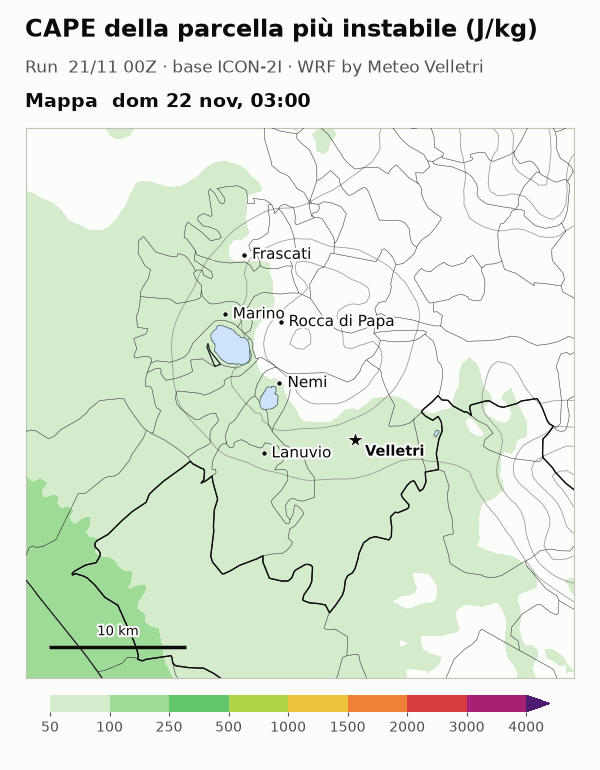 CAPE della parcella più instabile (J/kg)
Run  21/11 00Z · base ICON-2I · WRF by Meteo Velletri
Mappa  dom 22 nov, 03:00
Frascati
Marino
Rocca di Papa
Nemi
Velletri
Lanuvio
10 km
50 100 250 500 1000 1500 2000 3000 4000